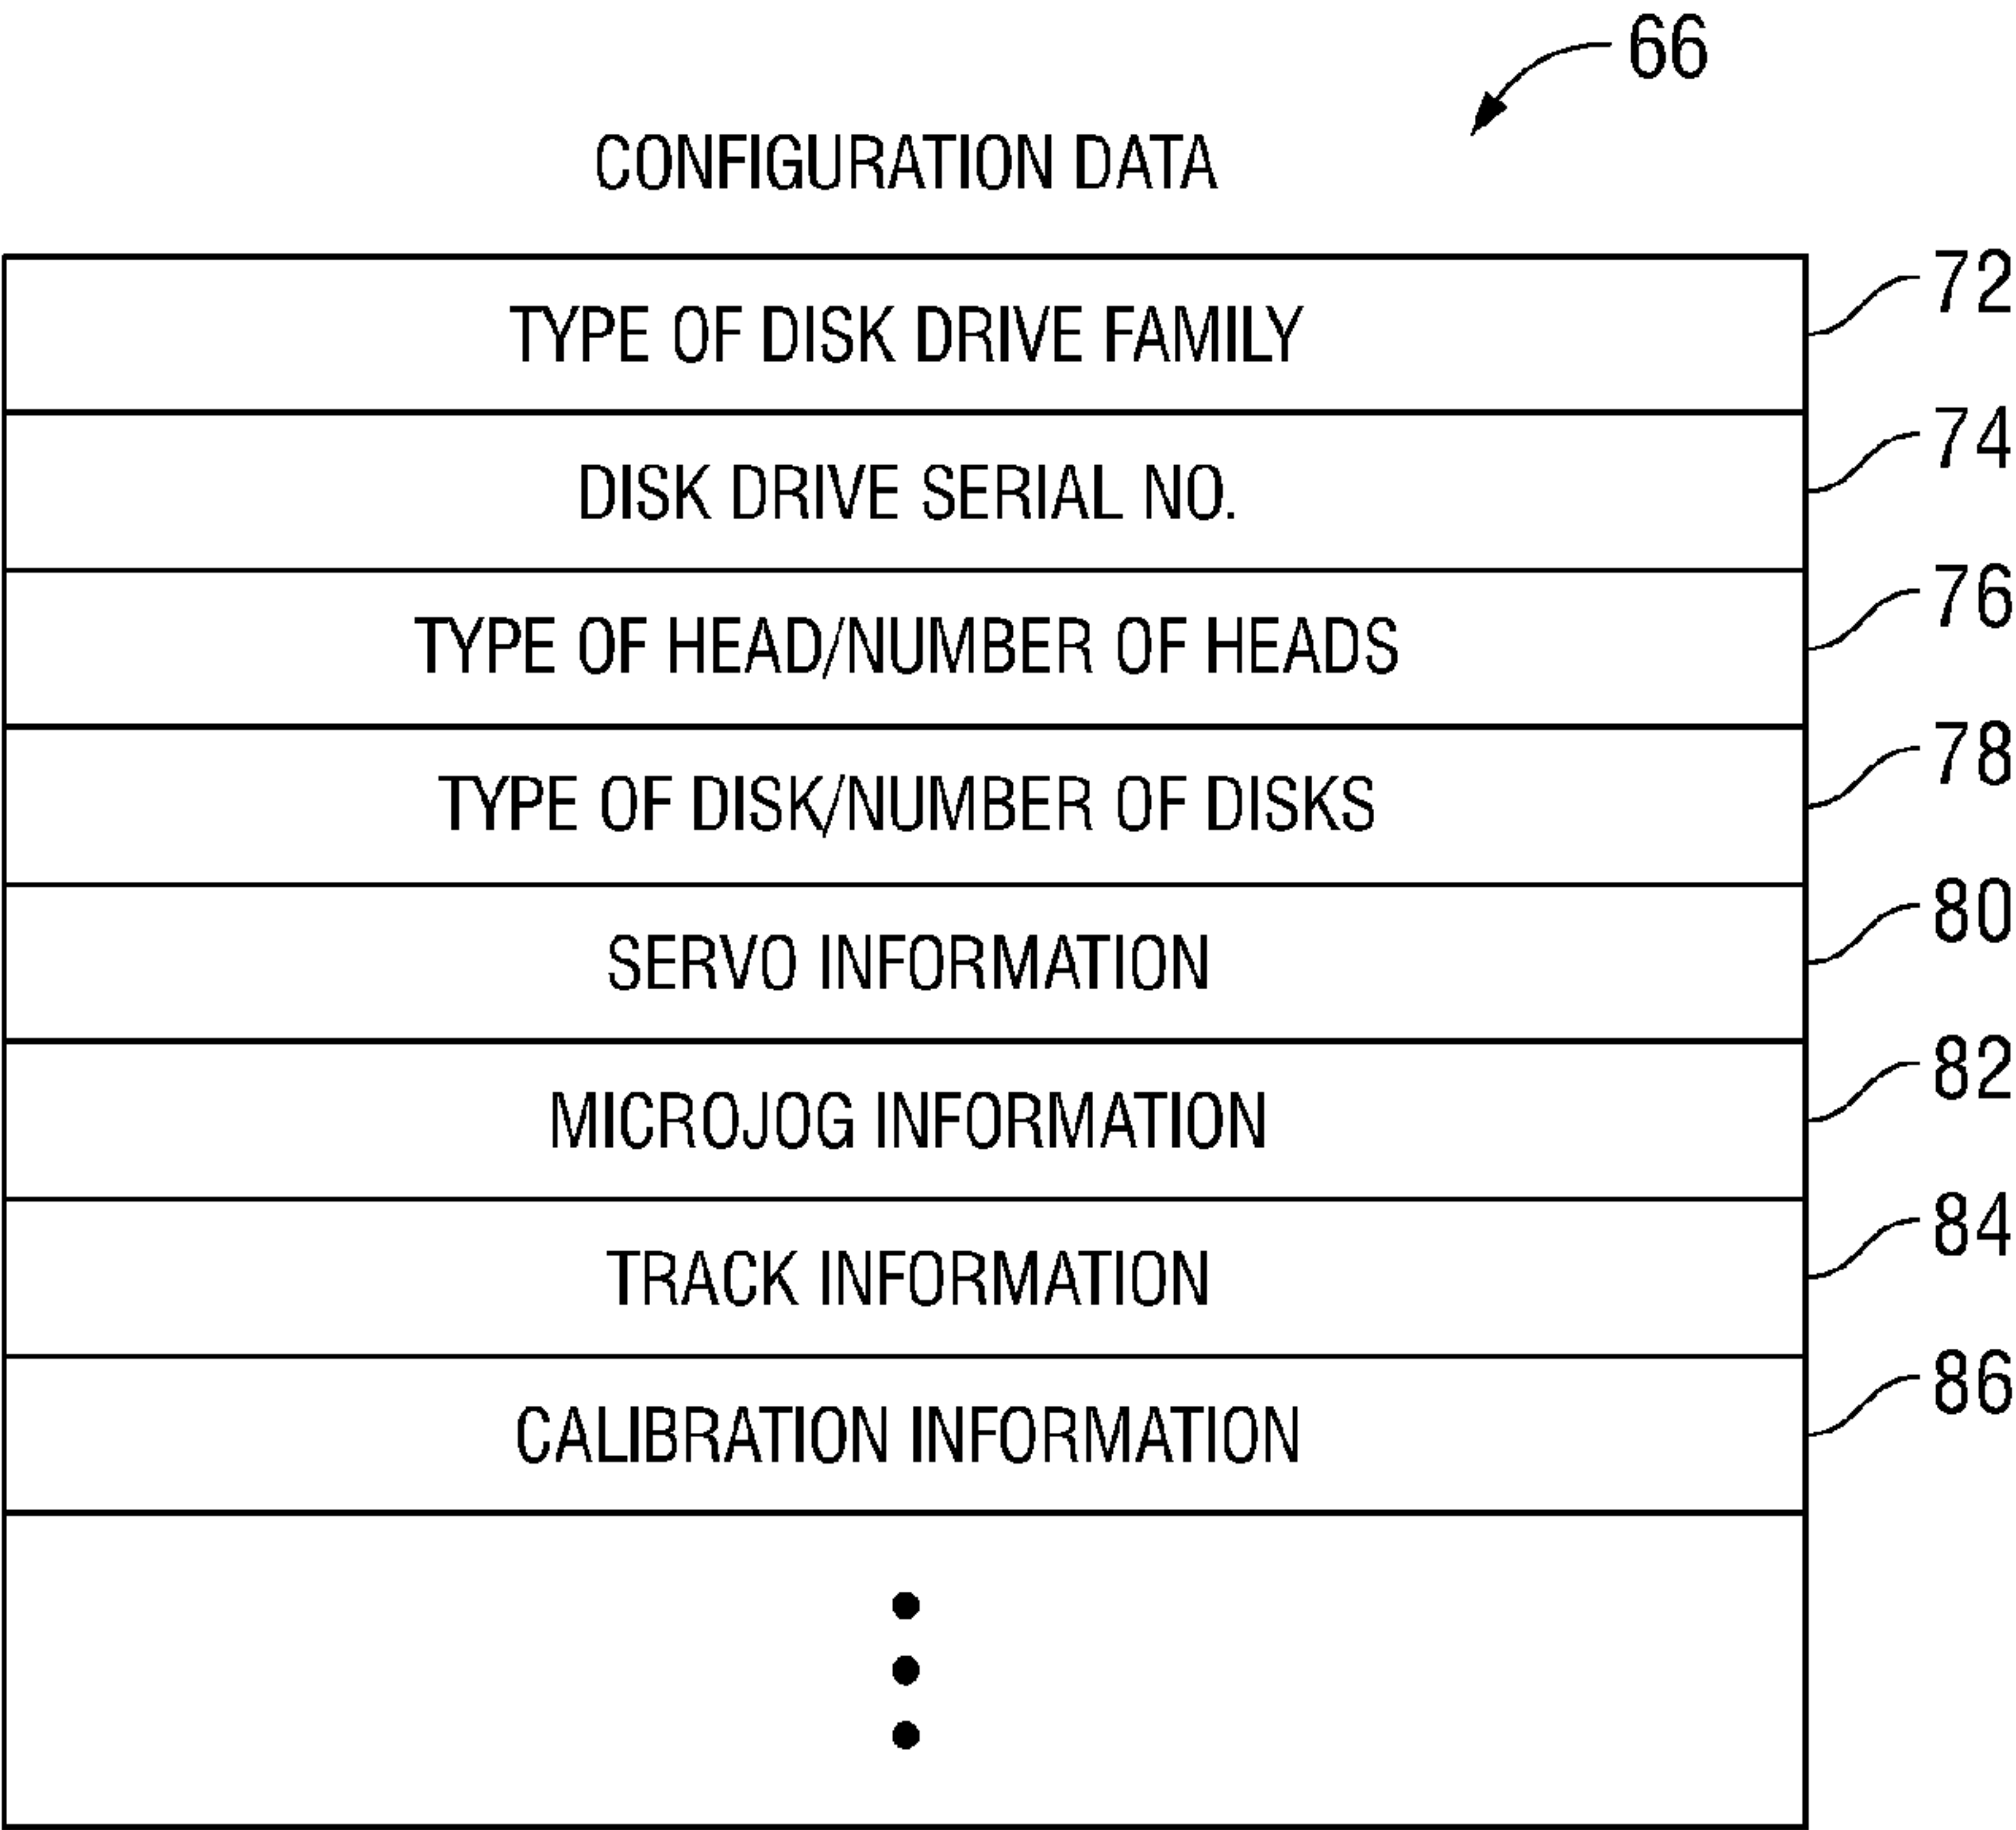 66
CONFIGURATION DATA
TYPE OF DISK DRIVE FAMILY 72
DISK DRIVE SERIAL NO. 74
TYPE OF HEAD/NUMBER OF HEADS 76
TYPE OF DISK/NUMBER OF DISKS 78
SERVO INFORMATION 80
MICROJOG INFORMATION 82
TRACK INFORMATION 84
CALIBRATION INFORMATION 86